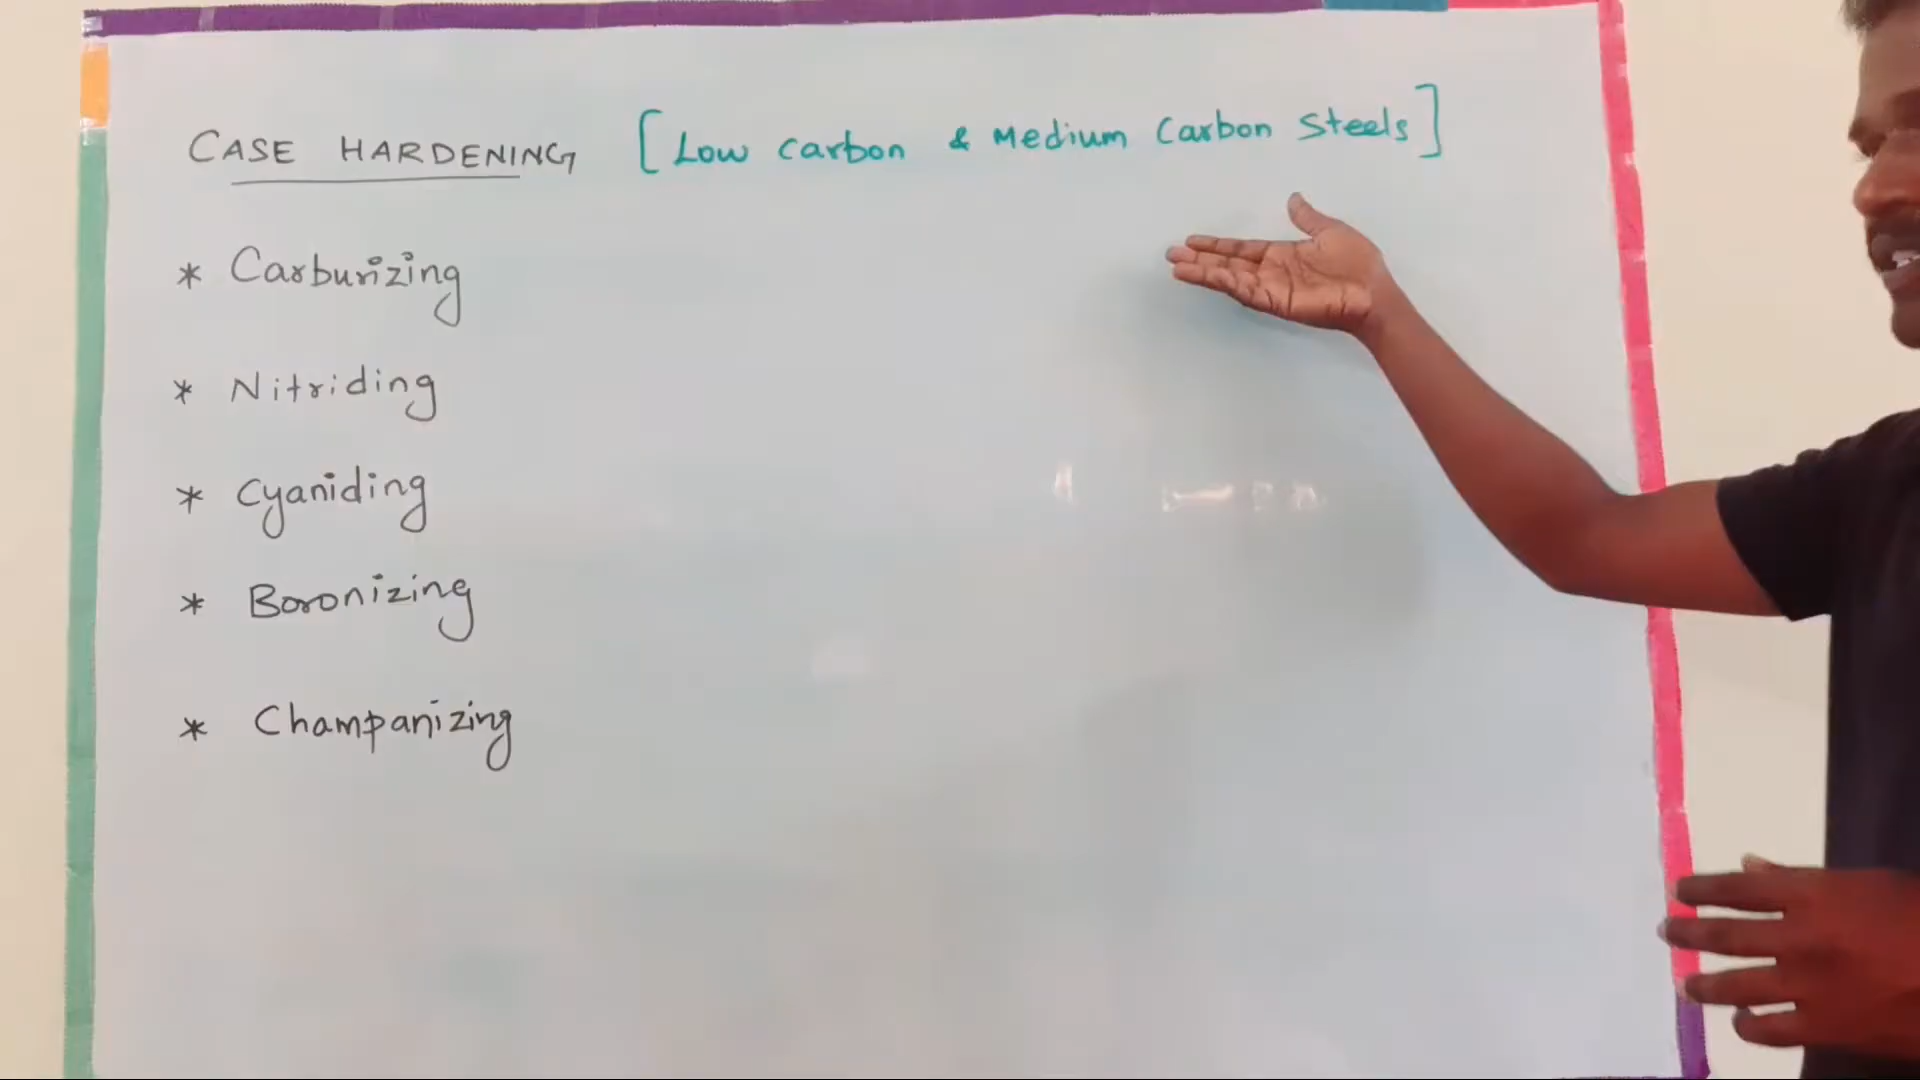 CASE HARDENING [Low carbon & Medium Carbon Steels]
* Carburizing
* Nitriding
* Cyaniding
* Boronizing
* Champanizing